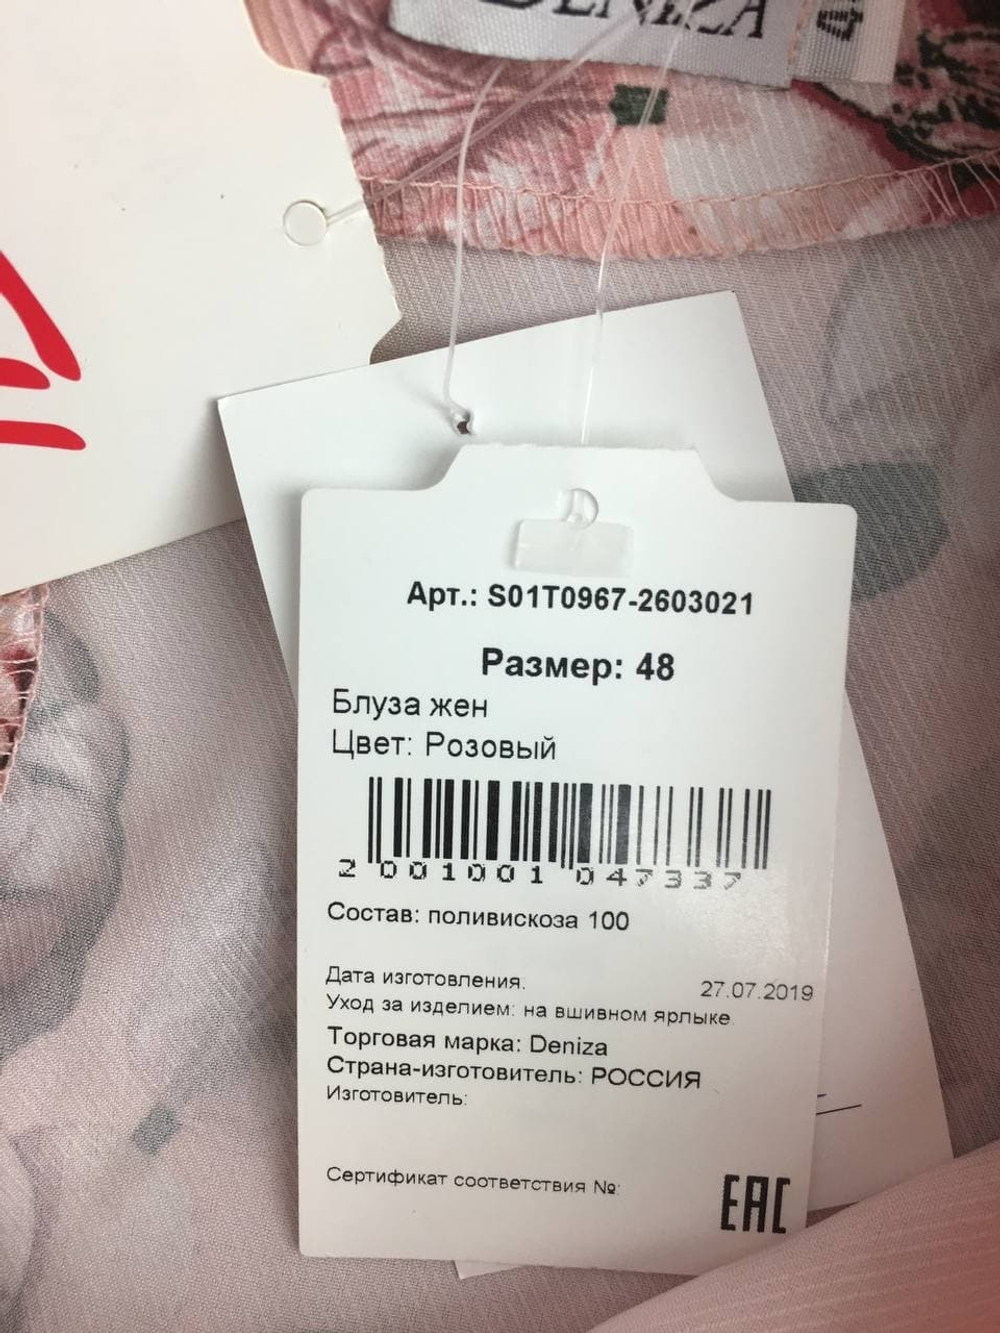 DENIZA
Арт.: S01T0967-2603021
Размер: 48
Блуза жен
Цвет: Розовый
2 001001 047337
Состав: поливискоза 100
Дата изготовления: 27.07.2019
Уход за изделием: на вшивном ярлыке
Торговая марка: Deniza
Страна-изготовитель: РОССИЯ
Изготовитель:
Сертификат соответствия №:
EAC